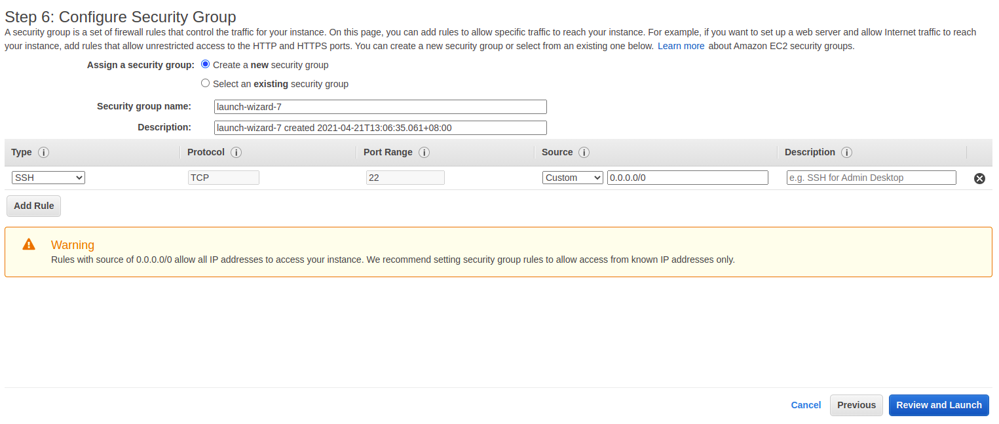 Step 6: Configure Security Group
A security group is a set of firewall rules that control the traffic for your instance. On this page, you can add rules to allow specific traffic to reach your instance. For example, if you want to set up a web server and allow Internet traffic to reach
your instance, add rules that allow unrestricted access to the HTTP and HTTPS ports. You can create a new security group or select from an existing one below. Learn more about Amazon EC2 security groups.
Assign a security group: Create a new security group
Select an existing security group
Security group name: launch-wizard-7
Description: launch-wizard-7 created 2021-04-21T13:06:35.061+08:00
Type i Protocol i Port Range i Source i Description i
SSH TCP 22 Custom 0.0.0.0/0 e.g. SSH for Admin Desktop
Add Rule
Warning
Rules with source of 0.0.0.0/0 allow all IP addresses to access your instance. We recommend setting security group rules to allow access from known IP addresses only.
Cancel Previous Review and Launch